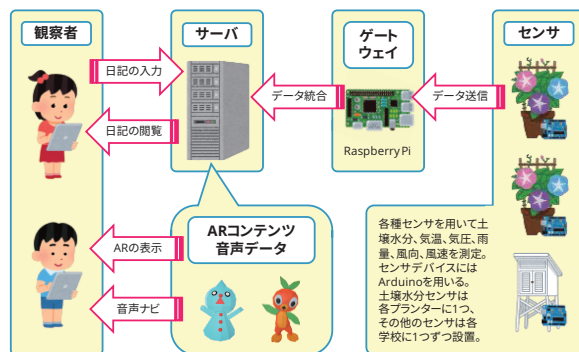 観察者
サーバ
ゲート
ウェイ
センサ
日記の入力
日記の閲覧
データ統合
データ送信
RaspberryPi
ARの表示
音声ナビ
ARコンテンツ
音声データ
各種センサを用いて土
壌水分、気温、気圧、雨
量、風向、風速を測定。
センサデバイスには
Arduinoを用いる。
土壌水分センサは
各プランターに1つ、
その他のセンサは各
学校に1つずつ設置。